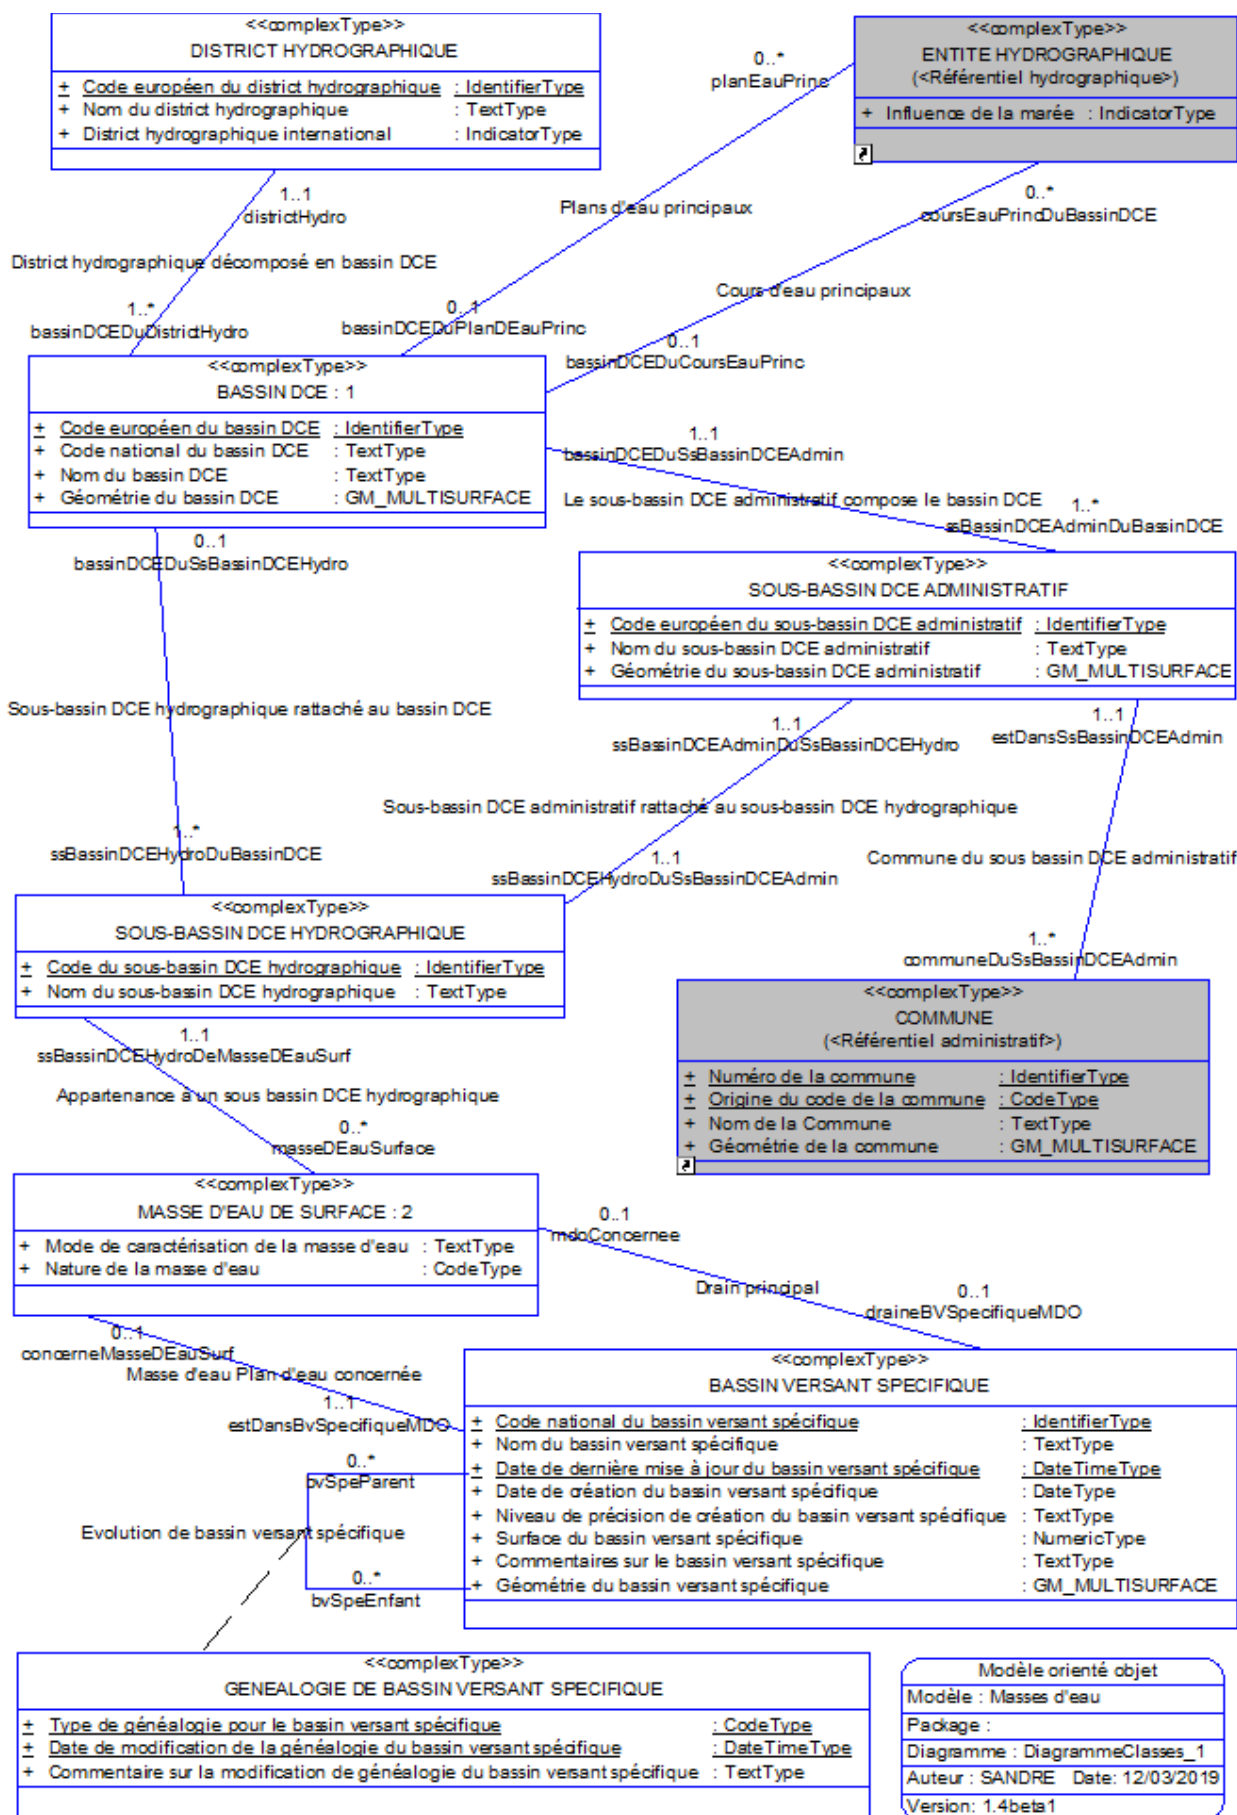 <<complexType>>
DISTRICT HYDROGRAPHIQUE
+ Code européen du district hydrographique : IdentifierType
+ Nom du district hydrographique : TextType
+ District hydrographique international : IndicatorType
<<complexType>>
ENTITE HYDROGRAPHIQUE
(<Référentiel hydrographique>)
+ Influence de la marée : IndicatorType
0..*
planEauPrinc
1..1
districtHydro
Plans d'eau principaux
0..*
coursEauPrincDuBassinDCE
District hydrographique décomposé en bassin DCE
Cours d'eau principaux
1..*
bassinDCEDuDistrictHydro
0..1
bassinDCEDuPlanDEauPrinc
0..1
bassinDCEDuCoursEauPrinc
<<complexType>>
BASSIN DCE : 1
+ Code européen du bassin DCE : IdentifierType
+ Code national du bassin DCE : TextType
+ Nom du bassin DCE : TextType
+ Géométrie du bassin DCE : GM_MULTISURFACE
1..1
bassinDCEDuSsBassinDCEAdmin
Le sous-bassin DCE administratif compose le bassin DCE
1..*
ssBassinDCEAdminDuBassinDCE
0..1
bassinDCEDuSsBassinDCEHydro
<<complexType>>
SOUS-BASSIN DCE ADMINISTRATIF
+ Code européen du sous-bassin DCE administratif : IdentifierType
+ Nom du sous-bassin DCE administratif : TextType
+ Géométrie du sous-bassin DCE administratif : GM_MULTISURFACE
Sous-bassin DCE hydrographique rattaché au bassin DCE
1..1
ssBassinDCEAdminDuSsBassinDCEHydro
1..1
estDansSsBassinDCEAdmin
Sous-bassin DCE administratif rattaché au sous-bassin DCE hydrographique
1..*
ssBassinDCEHydroDuBassinDCE
1..1
ssBassinDCEHydroDuSsBassinDCEAdmin
Commune du sous bassin DCE administratif
<<complexType>>
SOUS-BASSIN DCE HYDROGRAPHIQUE
+ Code du sous-bassin DCE hydrographique : IdentifierType
+ Nom du sous-bassin DCE hydrographique : TextType
1..*
communeDuSsBassinDCEAdmin
<<complexType>>
COMMUNE
(<Référentiel administratif>)
+ Numéro de la commune : IdentifierType
+ Origine du code de la commune : CodeType
+ Nom de la Commune : TextType
+ Géométrie de la commune : GM_MULTISURFACE
1..1
ssBassinDCEHydroDeMasseDEauSurf
Appartenance à un sous bassin DCE hydrographique
0..*
masseDEauSurface
<<complexType>>
MASSE D'EAU DE SURFACE : 2
+ Mode de caractérisation de la masse d'eau : TextType
+ Nature de la masse d'eau : CodeType
0..1
mdoConcernee
Drain principal
0..1
draineBVSpecifiqueMDO
0..1
concerneMasseDEauSurf
Masse d'eau Plan d'eau concernée
1..1
estDansBvSpecifiqueMDO
<<complexType>>
BASSIN VERSANT SPECIFIQUE
+ Code national du bassin versant spécifique : IdentifierType
+ Nom du bassin versant spécifique : TextType
+ Date de dernière mise à jour du bassin versant spécifique : DateTimeType
+ Date de création du bassin versant spécifique : DateType
+ Niveau de précision de création du bassin versant spécifique : TextType
+ Surface du bassin versant spécifique : NumericType
+ Commentaires sur le bassin versant spécifique : TextType
+ Géométrie du bassin versant spécifique : GM_MULTISURFACE
0..*
bvSpeParent
Evolution de bassin versant spécifique
0..*
bvSpeEnfant
<<complexType>>
GENEALOGIE DE BASSIN VERSANT SPECIFIQUE
+ Type de généalogie pour le bassin versant spécifique : CodeType
+ Date de modification de la généalogie du bassin versant spécifique : DateTimeType
+ Commentaire sur la modification de généalogie du bassin versant spécifique : TextType
Modèle orienté objet
Modèle : Masses d'eau
Package :
Diagramme : DiagrammeClasses_1
Auteur : SANDRE Date: 12/03/2019
Version: 1.4beta1